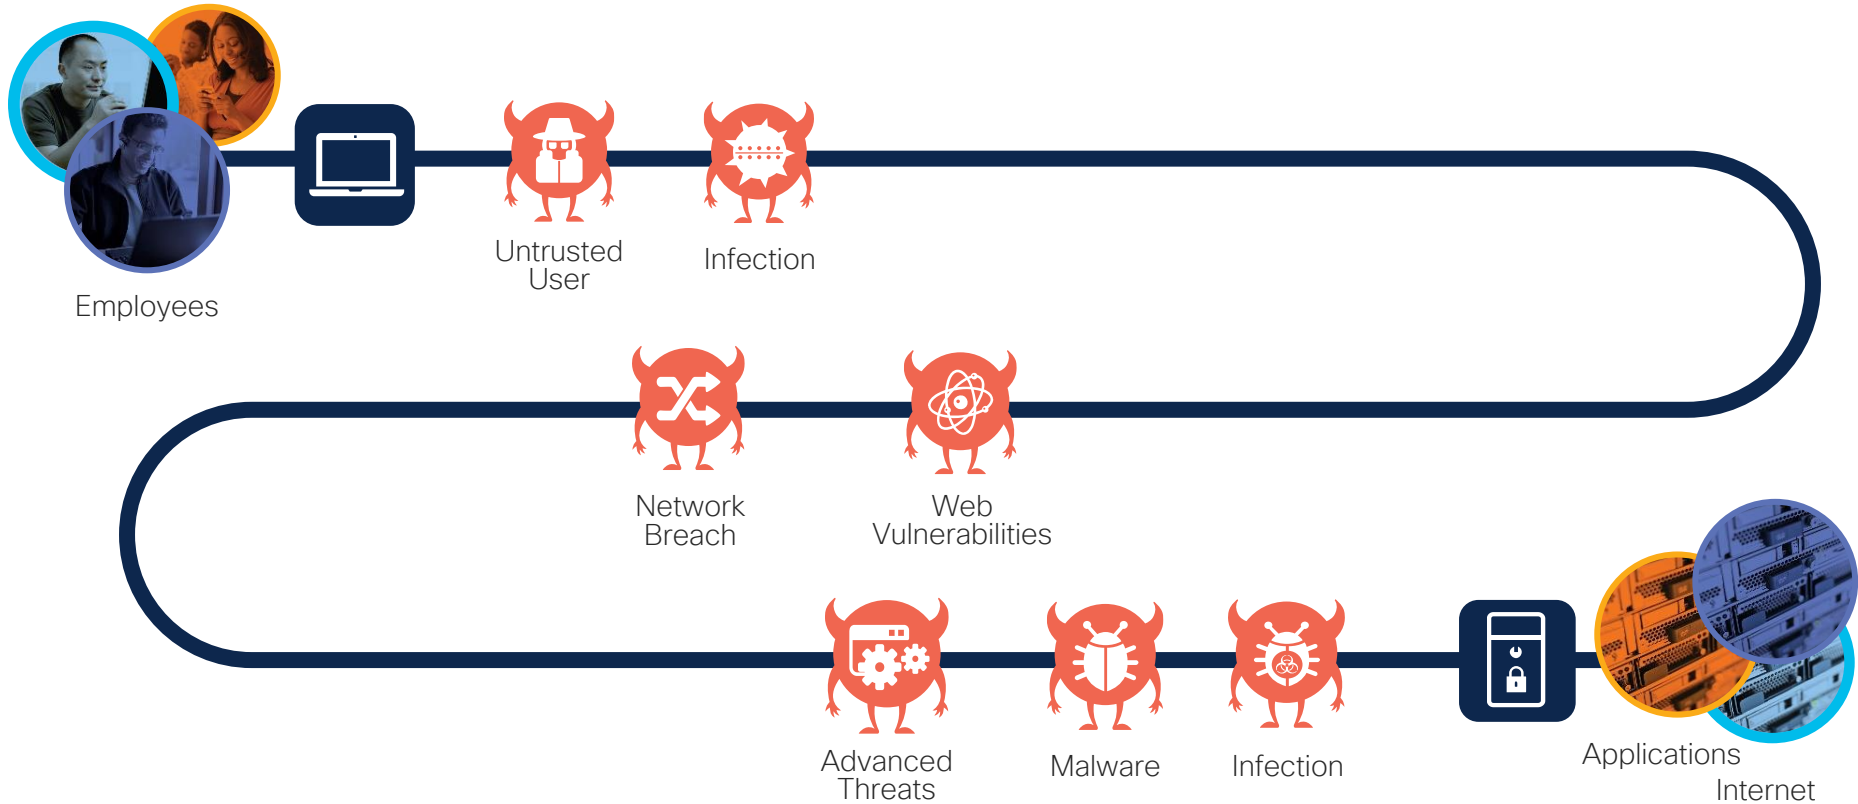 Untrusted
User
Infection
Employees
Network
Breach
Web
Vulnerabilities
Advanced
Threats
Malware
Infection
Applications
Internet